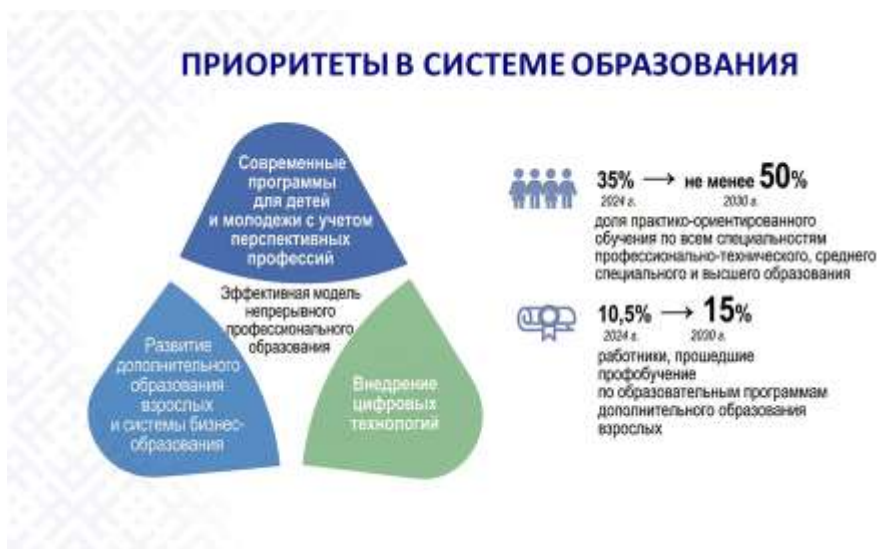 ПРИОРИТЕТЫ В СИСТЕМЕ ОБРАЗОВАНИЯ
Современные
программы
для детей
и молодежи с учетом
перспективных
профессий
Эффективная модель
непрерывного
профессионального
образования
Развитие
дополнительного
образования
взрослых
и системы бизнес-
образования
Внедрение
цифровых
технологий
35% → не менее 50%
2024 г. 2030 г.
доля практико-ориентированного
обучения по всем специальностям
профессионально-технического, среднего
специального и высшего образования
10,5% → 15%
2024 г. 2030 г.
работники, прошедшие
профобучение
по образовательным программам
дополнительного образования
взрослых